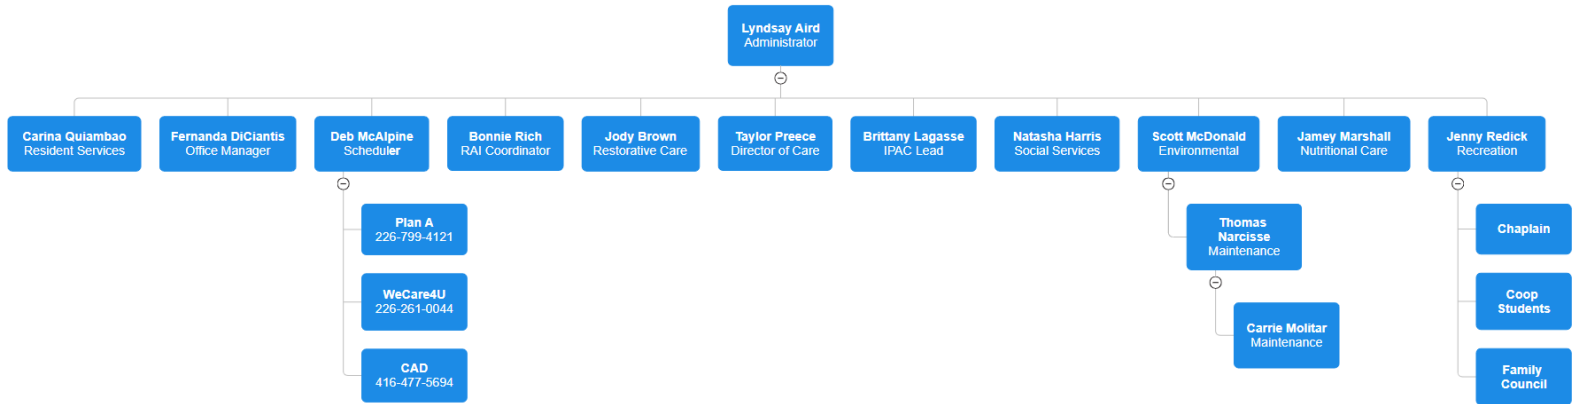 Lyndsay Aird
Administrator
Carina Quiambao
Resident Services
Fernanda DiCiantis
Office Manager
Deb McAlpine
Scheduler
Bonnie Rich
RAI Coordinator
Jody Brown
Restorative Care
Taylor Preece
Director of Care
Brittany Lagasse
IPAC Lead
Natasha Harris
Social Services
Scott McDonald
Environmental
Jamey Marshall
Nutritional Care
Jenny Redick
Recreation
Plan A
226-799-4121
WeCare4U
226-261-0044
CAD
416-477-5694
Thomas
Narcisse
Maintenance
Carrie Molitar
Maintenance
Chaplain
Coop
Students
Family
Council